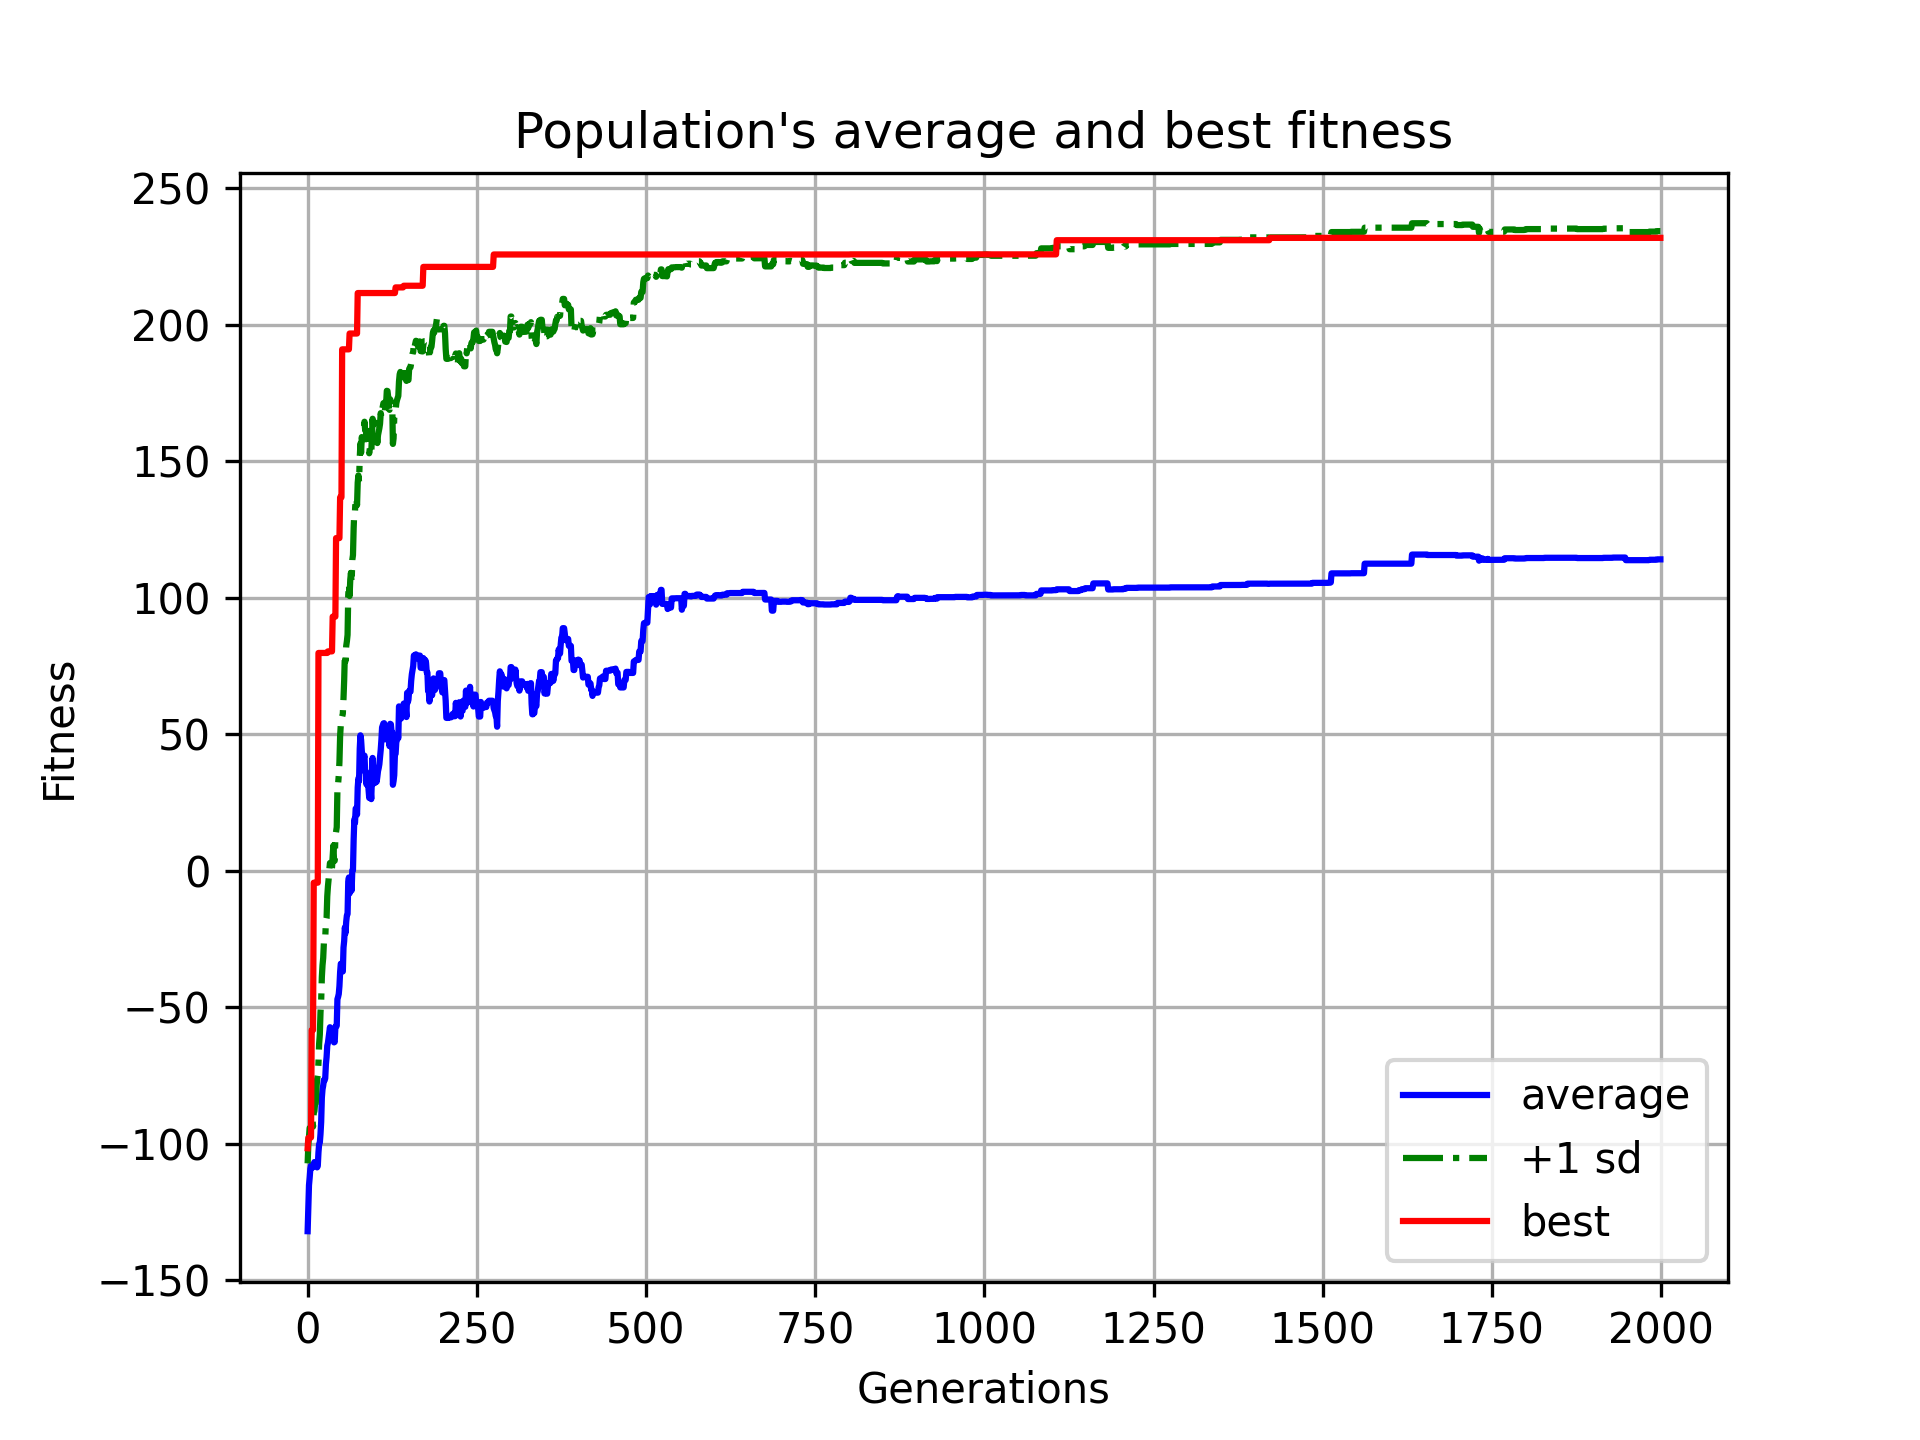 Population's average and best fitness
250
200
150
100
50
0
−50
−100
−150
Fitness
0 250 500 750 1000 1250 1500 1750 2000
Generations
average
+1 sd
best